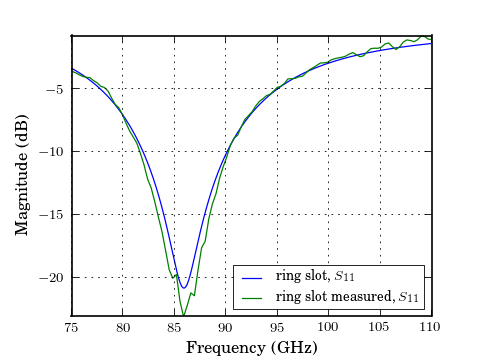 Magnitude (dB)
−5
−10
−15
−20
75 80 85 90 95 100 105 110
Frequency (GHz)
ring slot, S11
ring slot measured, S11